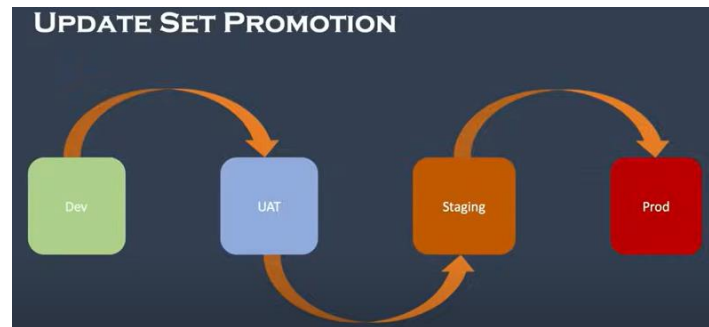 UPDATE SET PROMOTION
Dev
UAT
Staging
Prod